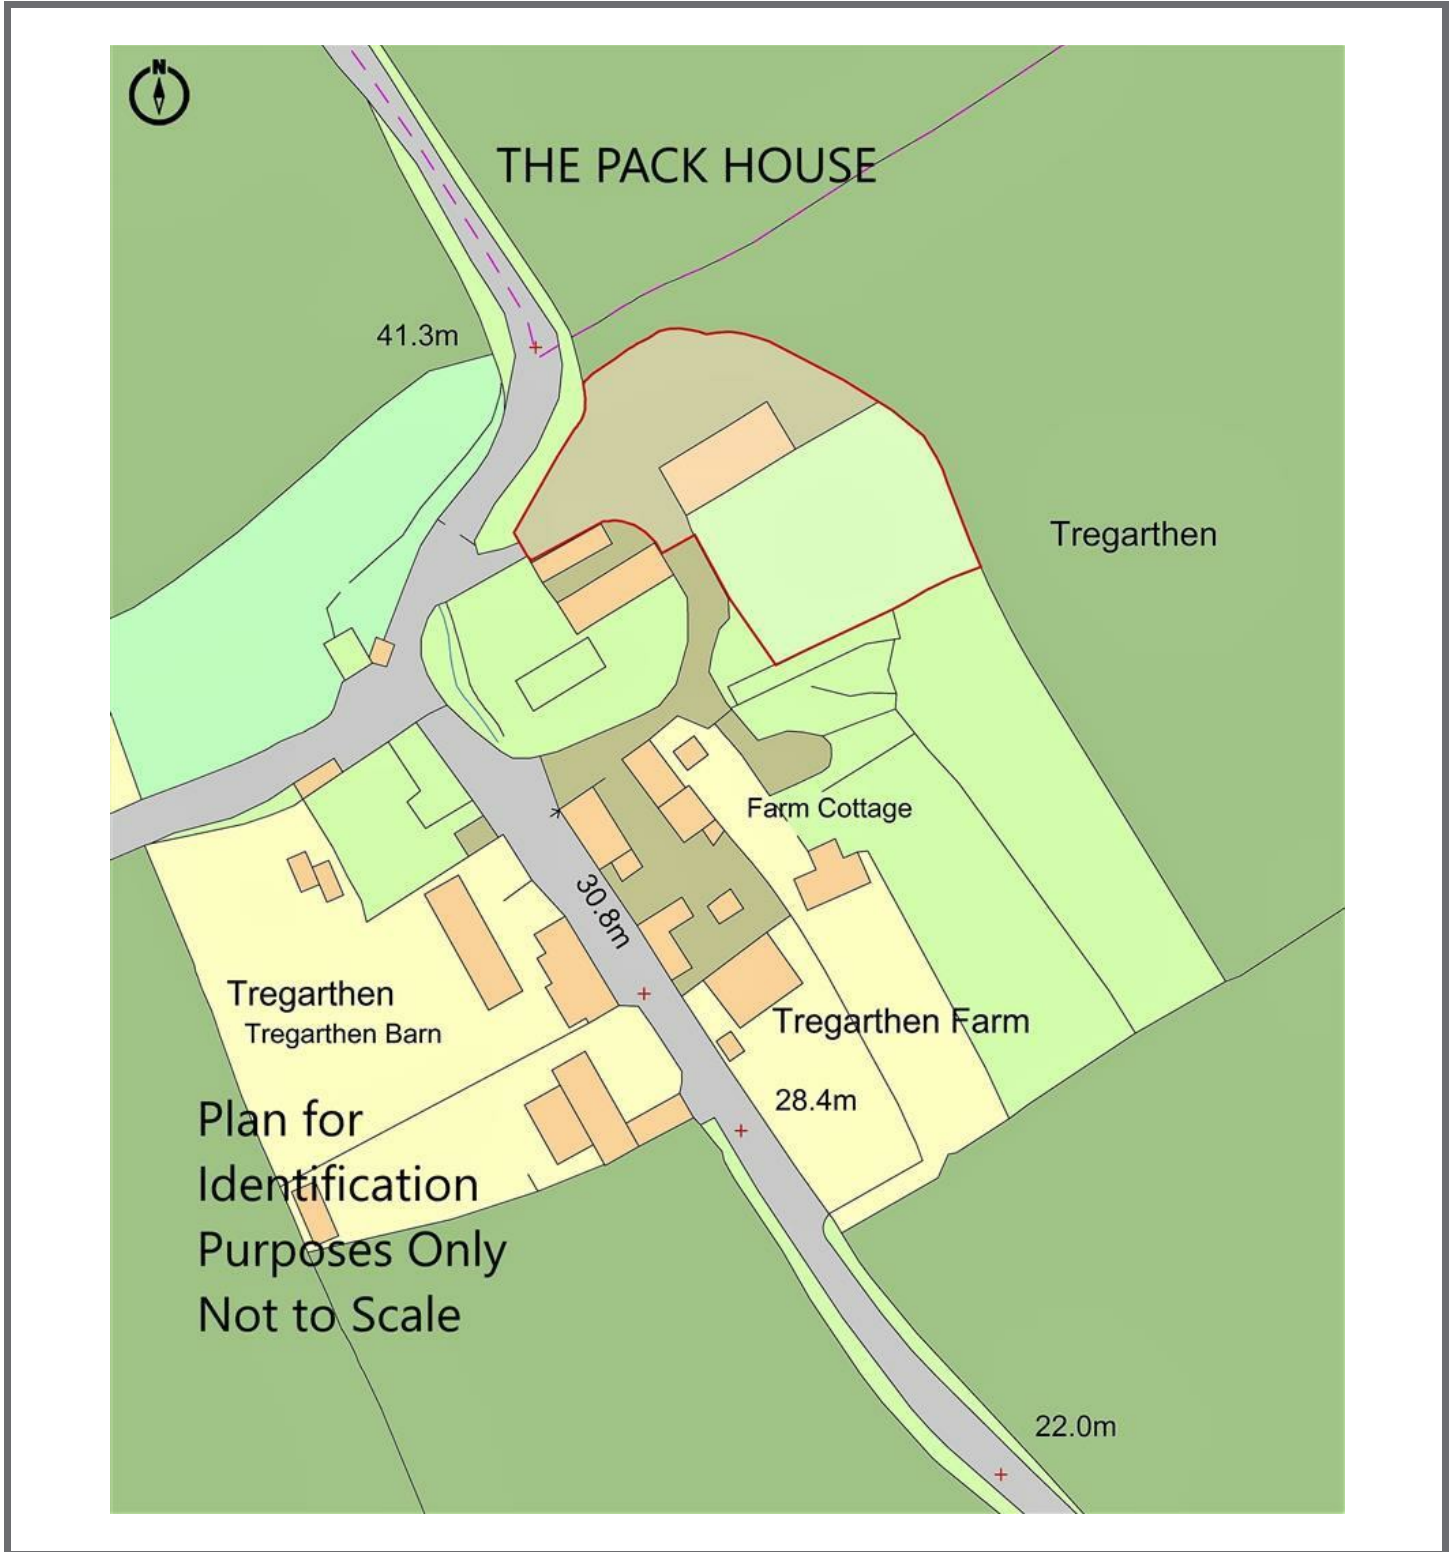 N
THE PACK HOUSE
41.3m
Tregarthen
Farm Cottage
30.8m
Tregarthen
Tregarthen Barn
Tregarthen Farm
28.4m
Plan for
Identification
Purposes Only
Not to Scale
22.0m